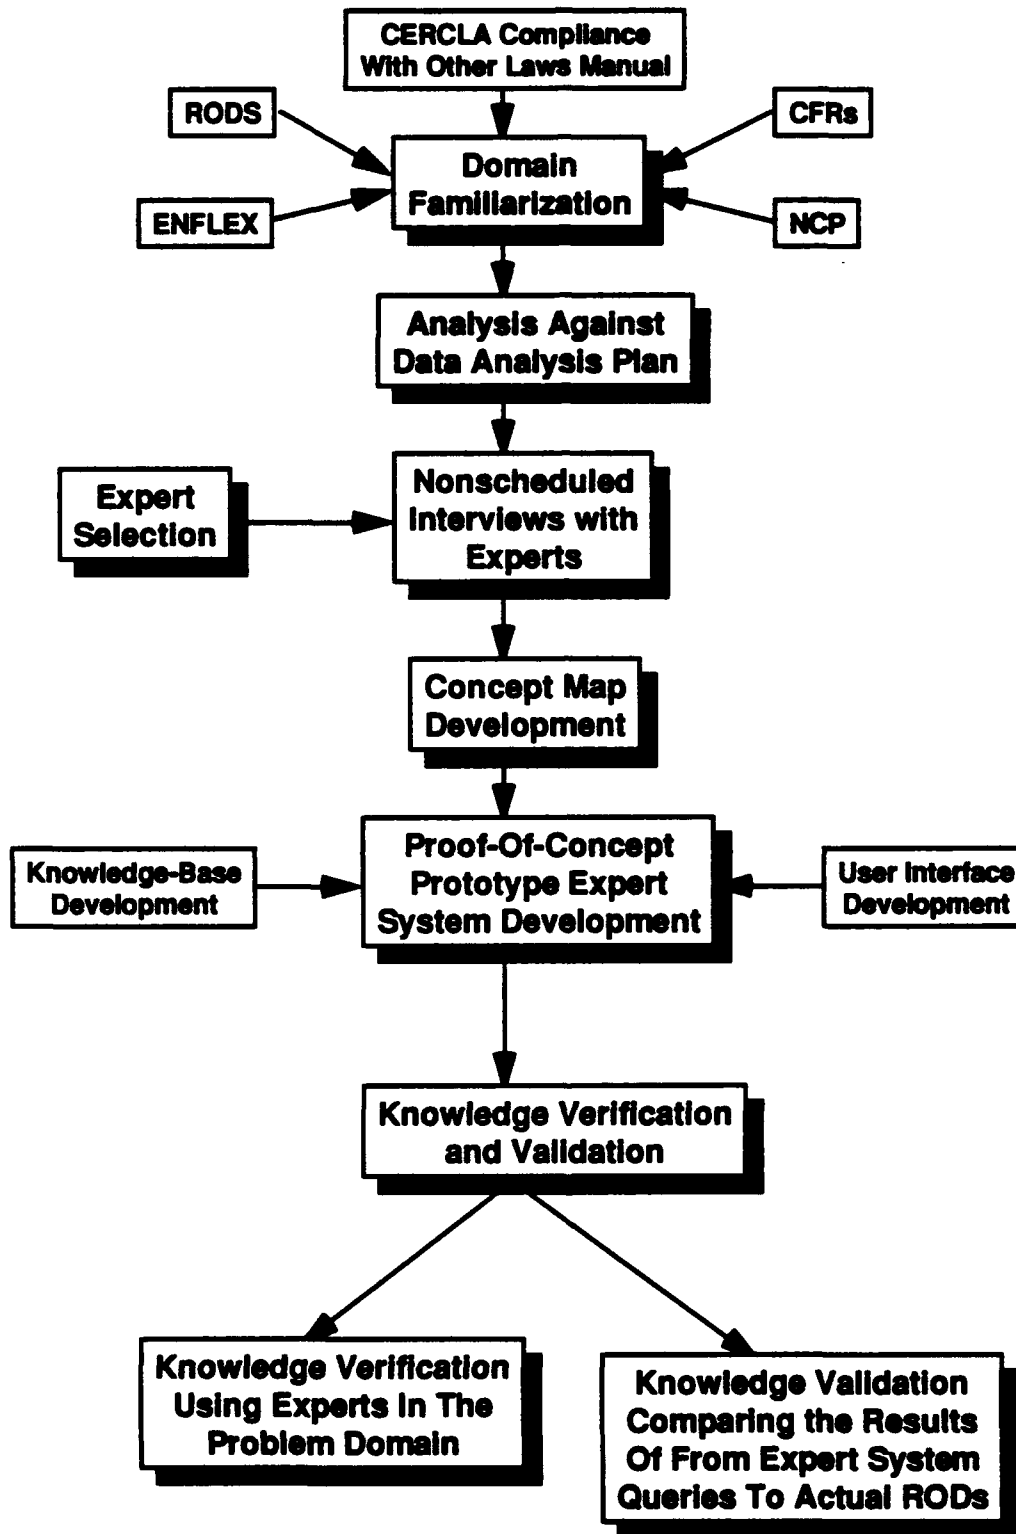 CERCLA Compliance
With Other Laws Manual
RODS
CFRs
Domain
Familiarization
ENFLEX
NCP
Analysis Against
Data Analysis Plan
Expert
Selection
Nonscheduled
Interviews with
Experts
Concept Map
Development
Knowledge-Base
Development
Proof-Of-Concept
Prototype Expert
System Development
User Interface
Development
Knowledge Verification
and Validation
Knowledge Verification
Using Experts In The
Problem Domain
Knowledge Validation
Comparing the Results
Of From Expert System
Queries To Actual RODs